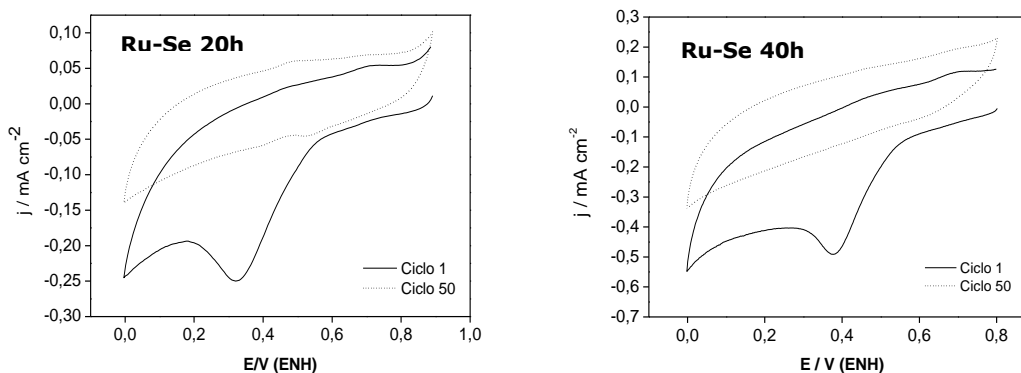 Ru-Se 20h
0,10
0,05
0,00
-0,05
-0,10
-0,15
-0,20
-0,25
-0,30
j / mA cm-2
0,0 0,2 0,4 0,6 0,8 1,0
E/V (ENH)
Ciclo 1
Ciclo 50
Ru-Se 40h
0,3
0,2
0,1
0,0
-0,1
-0,2
-0,3
-0,4
-0,5
-0,6
-0,7
j / mA cm-2
0,0 0,2 0,4 0,6 0,8
E / V (ENH)
Ciclo 1
Ciclo 50